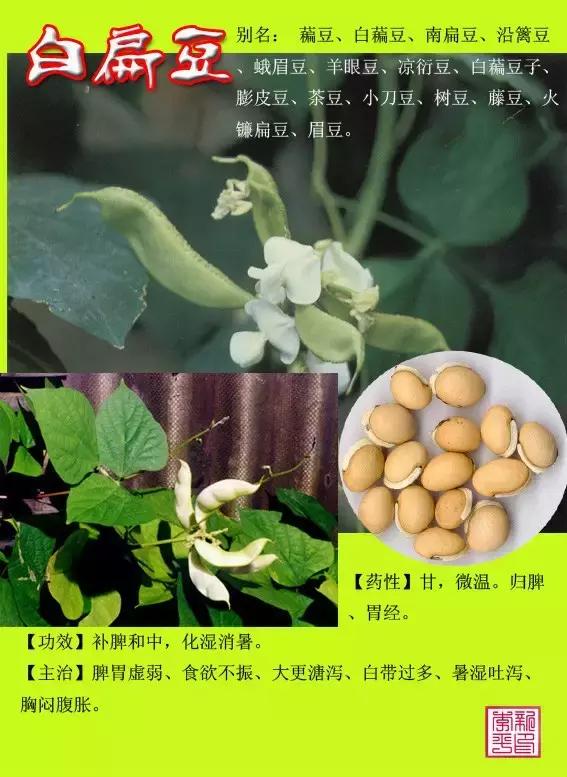 白扁豆
别名： 藊豆、白藊豆、南扁豆、沿篱豆
、蛾眉豆、羊眼豆、凉衍豆、白藊豆子、
膨皮豆、茶豆、小刀豆、树豆、藤豆、火
镰扁豆、眉豆。
【药性】甘，微温。归脾
、胃经。
【功效】补脾和中，化湿消暑。
【主治】脾胃虚弱、食欲不振、大更溏泻、白带过多、暑湿吐泻、
胸闷腹胀。